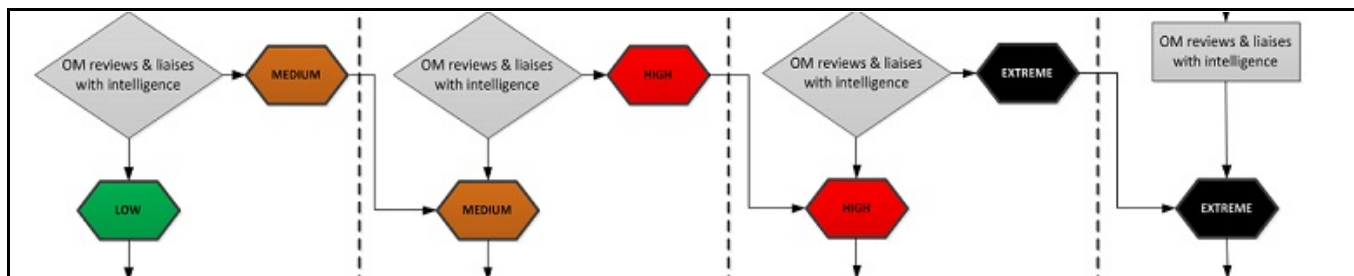 OM reviews & liaises
with intelligence
MEDIUM
LOW
OM reviews & liaises
with intelligence
HIGH
MEDIUM
OM reviews & liaises
with intelligence
EXTREME
HIGH
OM reviews & liaises
with intelligence
EXTREME